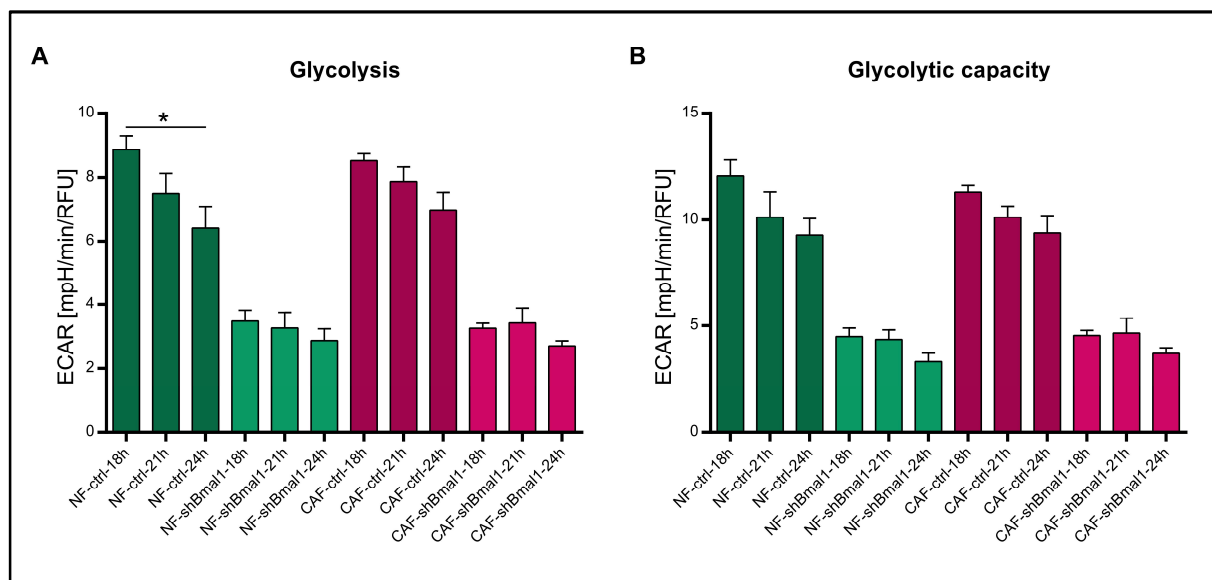 A
Glycolysis
ECAR [mpH/min/RFU]
10
8
6
4
2
0
*
NF-ctrl-18h
NF-ctrl-21h
NF-ctrl-24h
NF-shBmal1-18h
NF-shBmal1-21h
NF-shBmal1-24h
CAF-ctrl-18h
CAF-ctrl-21h
CAF-ctrl-24h
CAF-shBmal1-18h
CAF-shBmal1-21h
CAF-shBmal1-24h
B
Glycolytic capacity
ECAR [mpH/min/RFU]
15
10
5
0
NF-ctrl-18h
NF-ctrl-21h
NF-ctrl-24h
NF-shBmal1-18h
NF-shBmal1-21h
NF-shBmal1-24h
CAF-ctrl-18h
CAF-ctrl-21h
CAF-ctrl-24h
CAF-shBmal1-18h
CAF-shBmal1-21h
CAF-shBmal1-24h